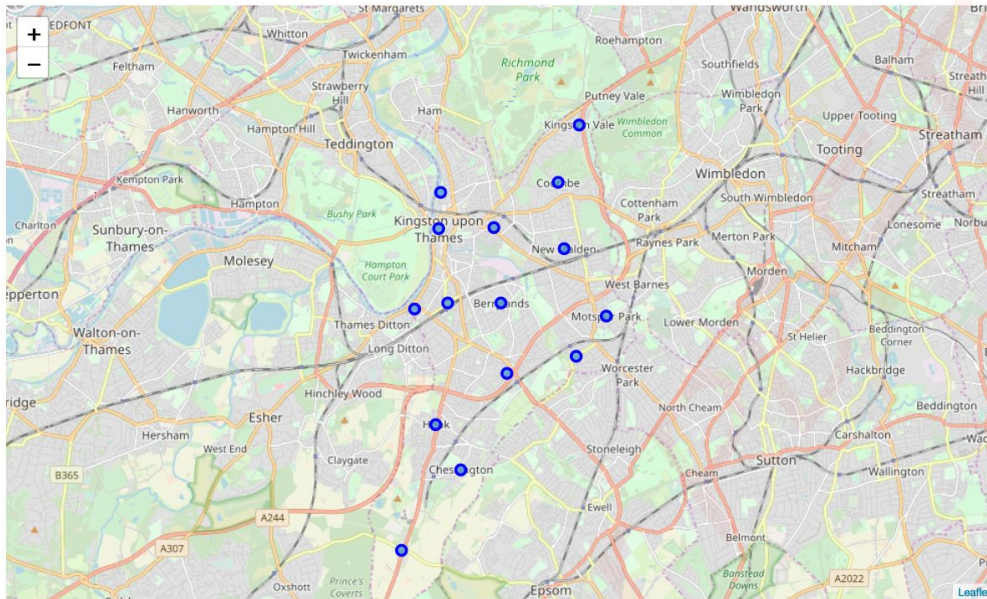 St Margarets
Wandsworth
EDFONT
+
−
Whitton
Twickenham
Roehampton
Feltham
Richmond
Park
Southfields
Balham
Strawberry
Hill
Putney Vale
Wimbledon
Park
Hanworth
Ham
Upper Tooting
Hampton Hill
Kingston Vale
Wimbledon
Common
Streatham
Teddington
Tooting
Kempton Park
Coombe
Wimbledon
Streatham
Hampton
Bushy Park
Cottenham
Park
South Wimbledon
Charlton
Sunbury-on-
Thames
Kingston upon
Thames
Lonesome
Raynes Park
Merton Park
Mitcham
Molesey
New Malden
Hampton
Court Park
Morden
West Barnes
Berrylands
Motspur Park
Walton-on-
Thames
Thames Ditton
Lower Morden
St Helier
Beddington
Corner
Long Ditton
Worcester
Park
Hackbridge
Hinchley Wood
Esher
North Cheam
Beddington
Hersham
Hook
West End
Carshalton
Stoneleigh
Claygate
Chessington
Sutton
B365
Cheam
Wallington
A244
Ewell
A307
Belmont
Oxshott
Prince's
Coverts
Epsom
Banstead
Downs
A2022